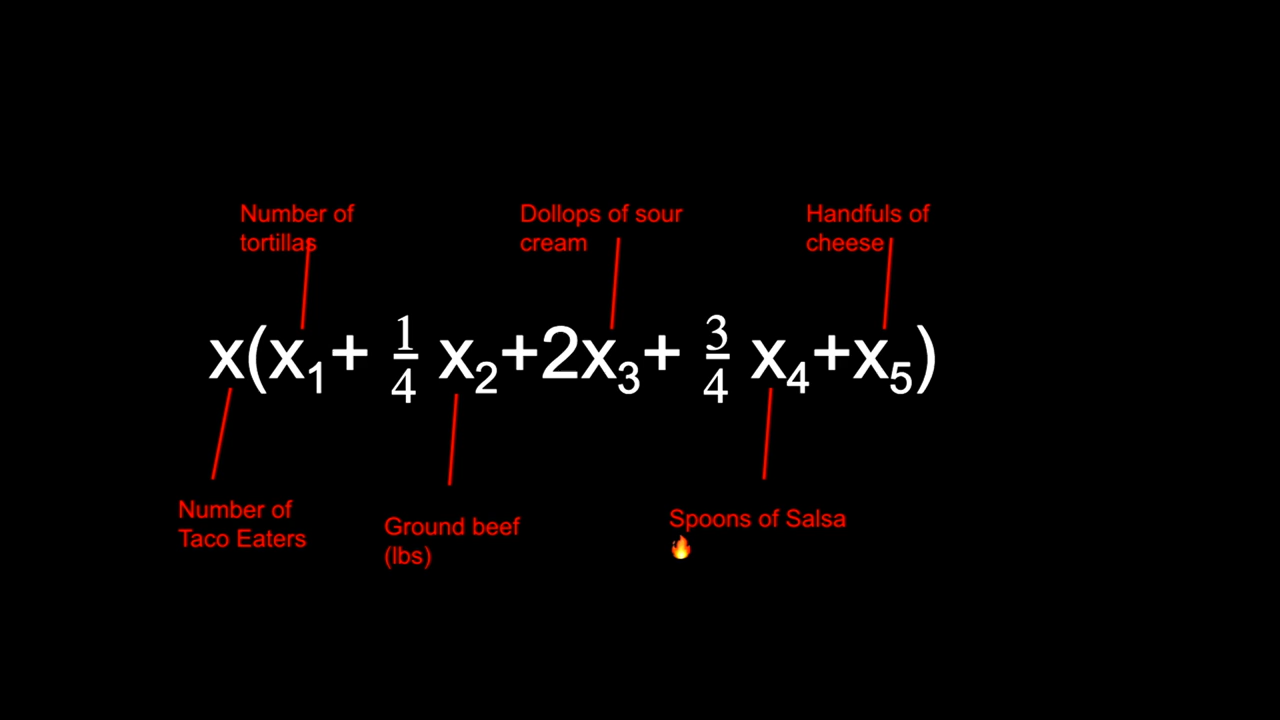 Number of
tortillas
Dollops of sour
cream
Handfuls of
cheese
x(x₁+ 1/4 x₂+2x₃+ 3/4 x₄+x₅)
Number of
Taco Eaters
Ground beef
(lbs)
Spoons of Salsa
🔥